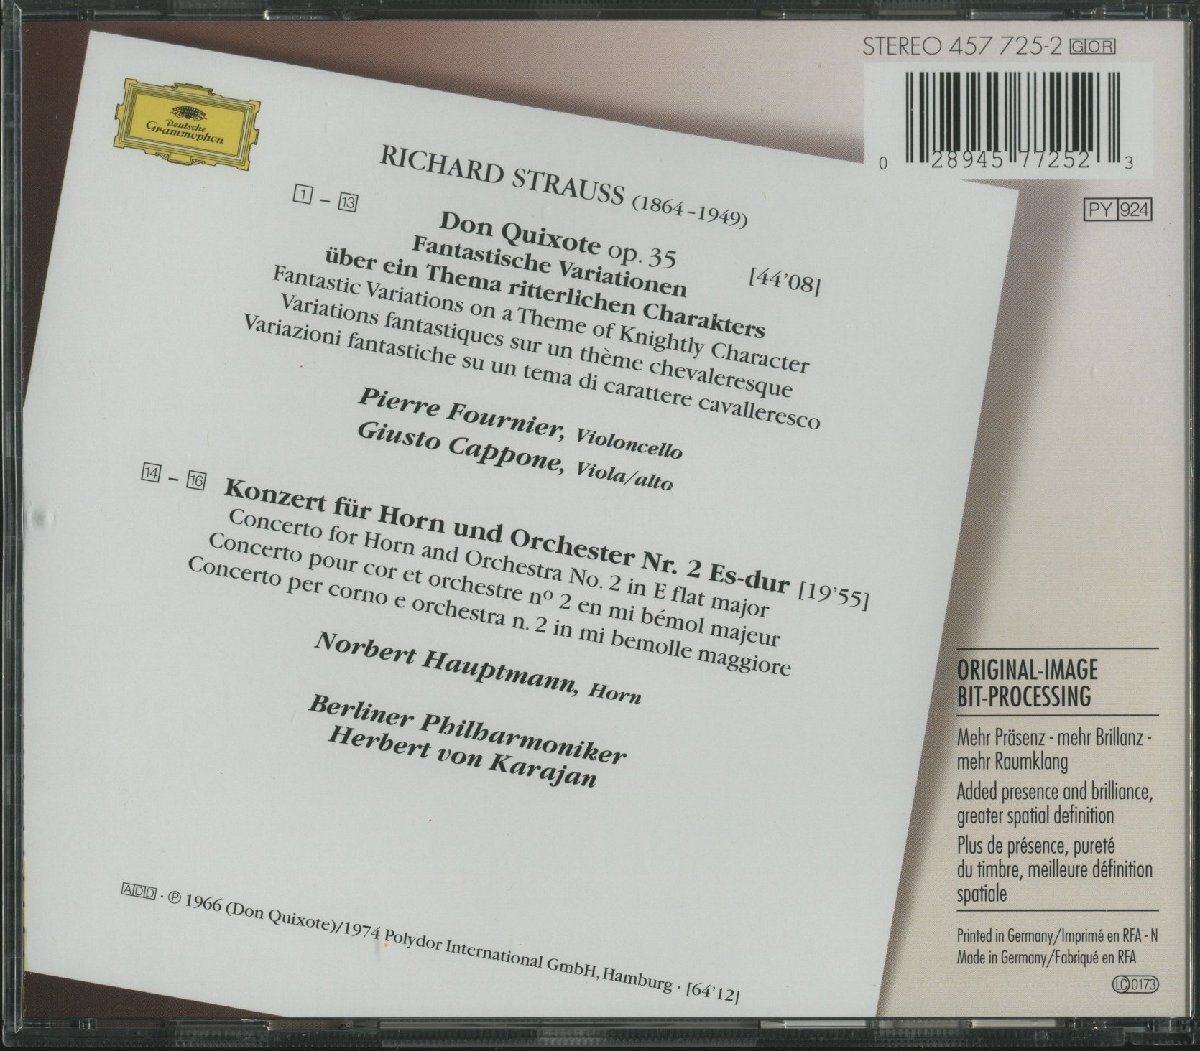 STEREO 457 725-2 GOR
0 28945 77252 3
PY 924
Deutsche
Grammophon
RICHARD STRAUSS (1864-1949)
1 – 13
Don Quixote op. 35 [44'08]
Fantastische Variationen
über ein Thema ritterlichen Charakters
Fantastic Variations on a Theme of Knightly Character
Variations fantastiques sur un thème chevaleresque
Variazioni fantastiche su un tema di carattere cavalleresco
Pierre Fournier, Violoncello
Giusto Cappone, Viola/alto
14 – 16 Konzert für Horn und Orchester Nr. 2 Es-dur [19'55]
Concerto for Horn and Orchestra No. 2 in E flat major
Concerto pour cor et orchestre nº 2 en mi bémol majeur
Concerto per corno e orchestra n. 2 in mi bemolle maggiore
Norbert Hauptmann, Horn
Berliner Philharmoniker
Herbert von Karajan
ADD · ℗ 1966 (Don Quixote)/1974 Polydor International GmbH, Hamburg · [64'12]
ORIGINAL-IMAGE
BIT-PROCESSING
Mehr Präsenz - mehr Brillanz -
mehr Raumklang
Added presence and brilliance,
greater spatial definition
Plus de présence, pureté
du timbre, meilleure définition
spatiale
Printed in Germany/Imprimé en RFA - N
Made in Germany/Fabriqué en RFA
LC 0173